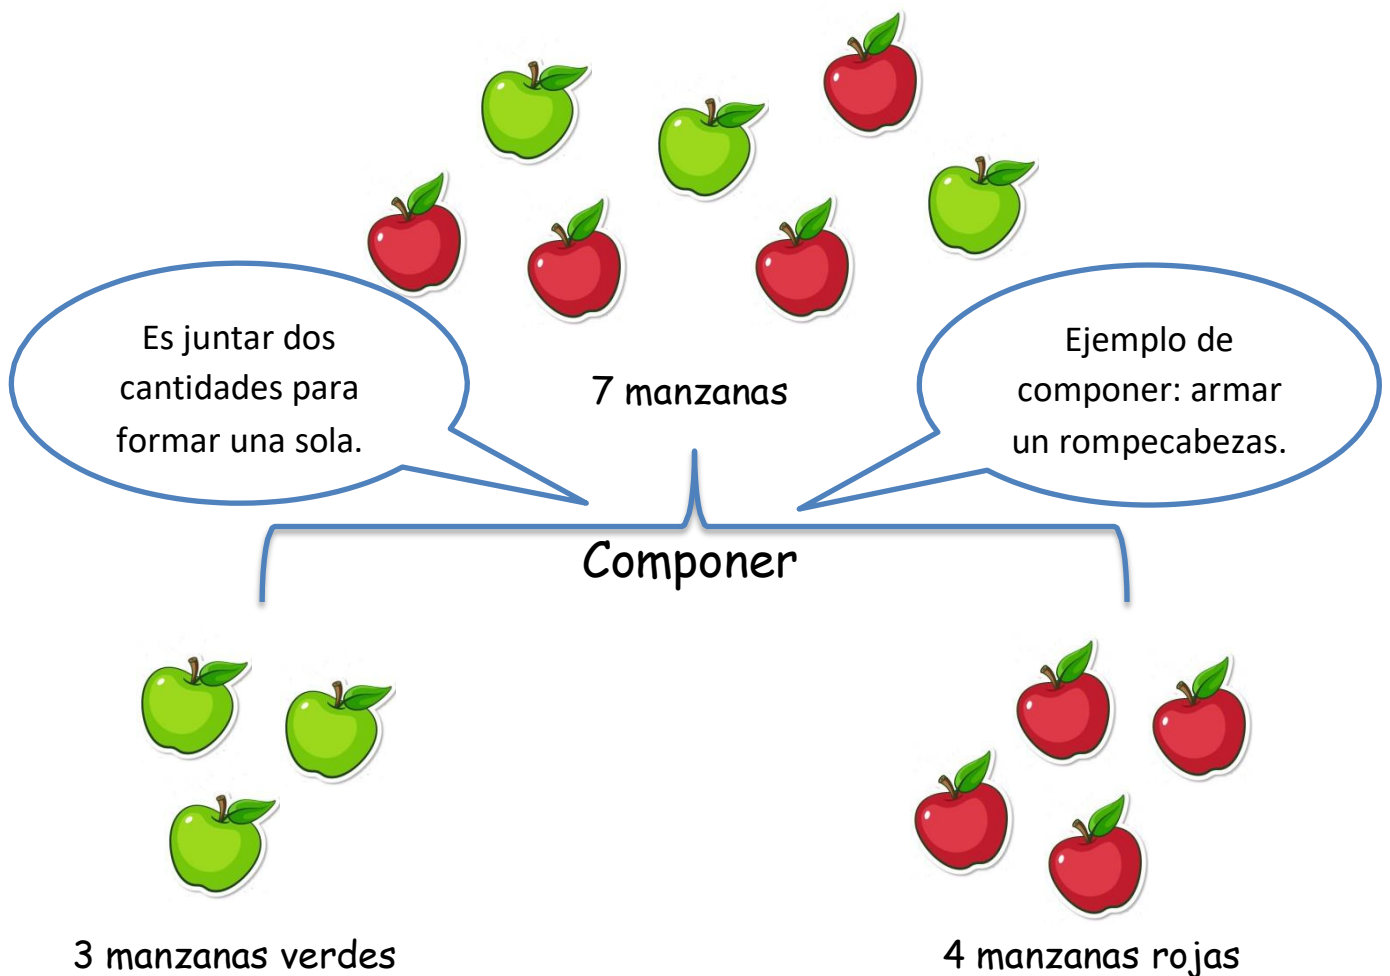 Es juntar dos
cantidades para
formar una sola.
7 manzanas
Ejemplo de
componer: armar
un rompecabezas.
Componer
3 manzanas verdes
4 manzanas rojas